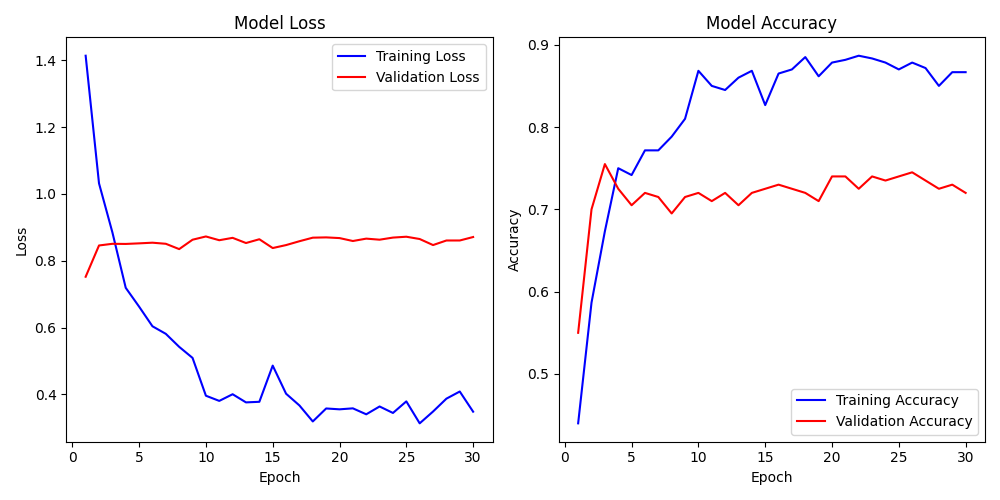 Model Loss
1.4
1.2
1.0
0.8
0.6
0.4
Loss
0
5
10
15
20
25
30
Epoch
Training Loss
Validation Loss
Model Accuracy
0.9
0.8
0.7
0.6
0.5
Accuracy
0
5
10
15
20
25
30
Epoch
Training Accuracy
Validation Accuracy